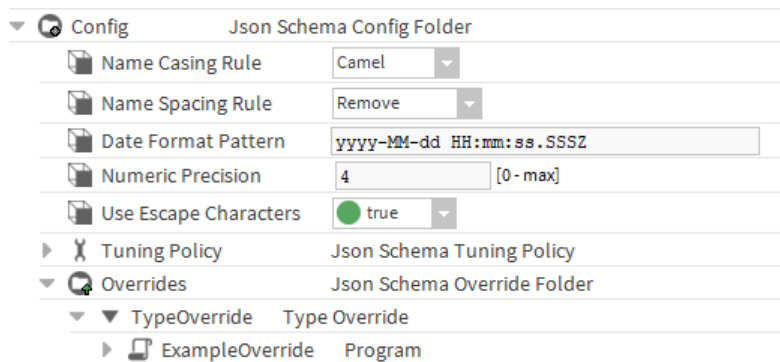 Config Json Schema Config Folder
Name Casing Rule Camel
Name Spacing Rule Remove
Date Format Pattern yyyy-MM-dd HH:mm:ss.SSSZ
Numeric Precision 4 [0 - max]
Use Escape Characters true
Tuning Policy Json Schema Tuning Policy
Overrides Json Schema Override Folder
TypeOverride Type Override
ExampleOverride Program